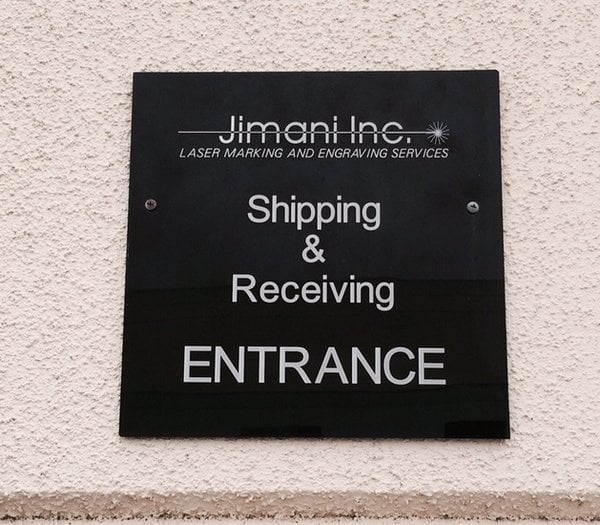 Jimani Inc.
LASER MARKING AND ENGRAVING SERVICES
Shipping
&
Receiving
ENTRANCE